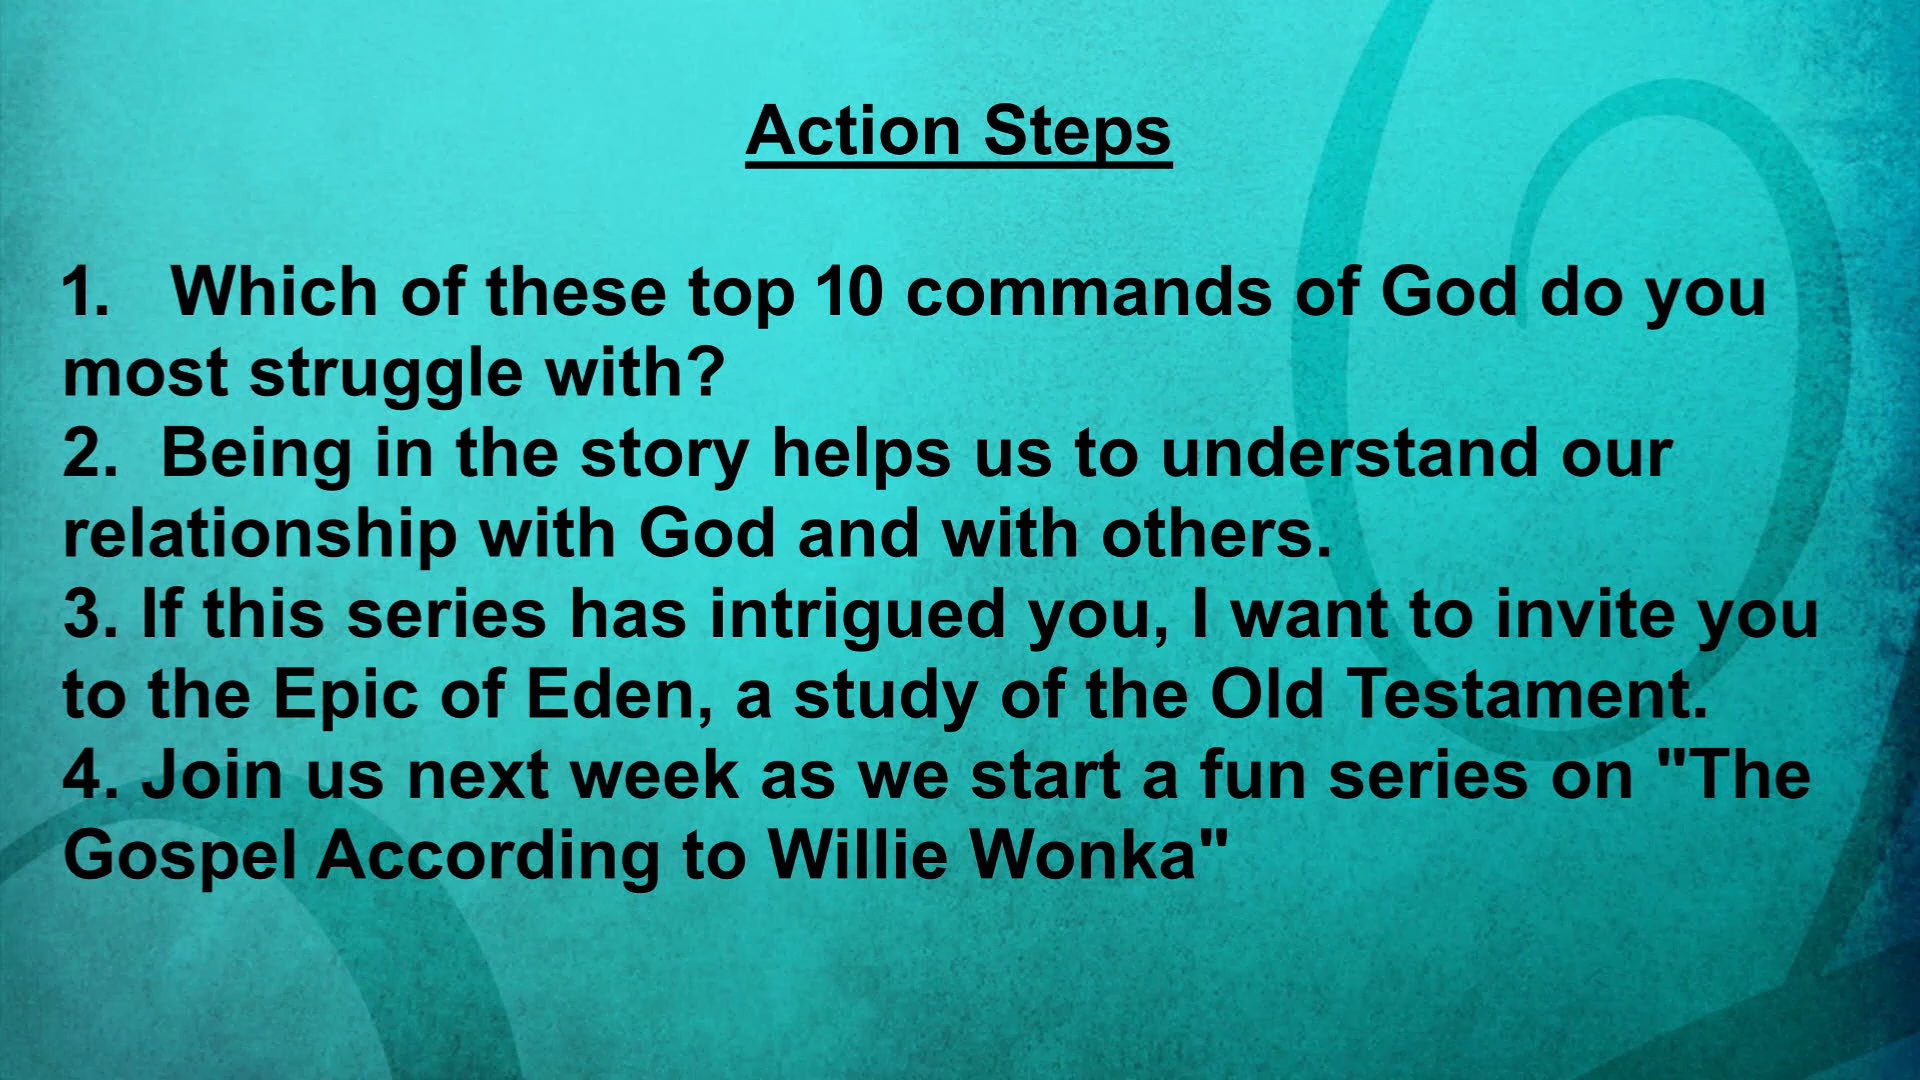 Action Steps
1.   Which of these top 10 commands of God do you
most struggle with?
2.  Being in the story helps us to understand our
relationship with God and with others.
3. If this series has intrigued you, I want to invite you
to the Epic of Eden, a study of the Old Testament.
4. Join us next week as we start a fun series on "The
Gospel According to Willie Wonka"